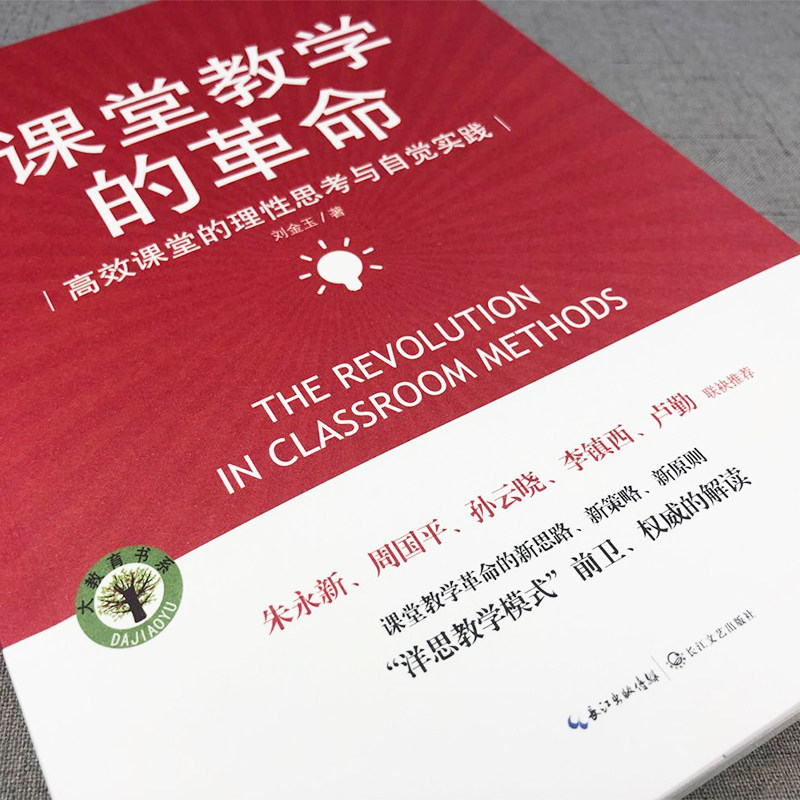 课堂教学
的革命
|高效课堂的理性思考与自觉实践|
刘金玉/著
THE REVOLUTION
IN CLASSROOM METHODS
朱永新、周国平、孙云晓、李镇西、卢勤 联袂推荐
课堂教学革命的新思路、新策略、新原则
“洋思教学模式”前卫、权威的解读
大教育书系
DAJIAOYU
长江出版传媒 长江文艺出版社